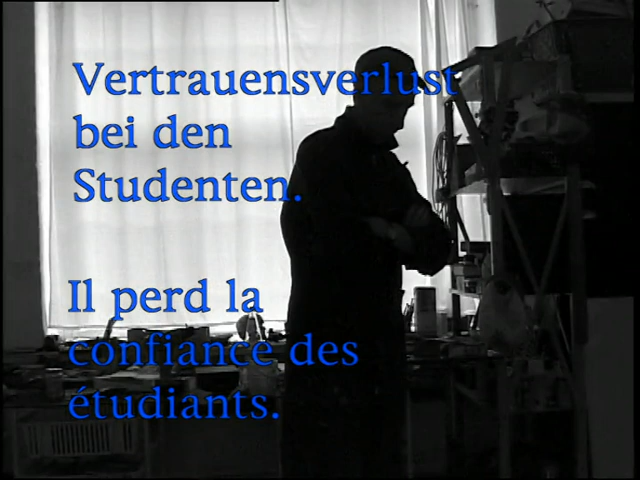 Vertrauensverlust
bei den
Studenten.
Il perd la
confiance des
étudiants.